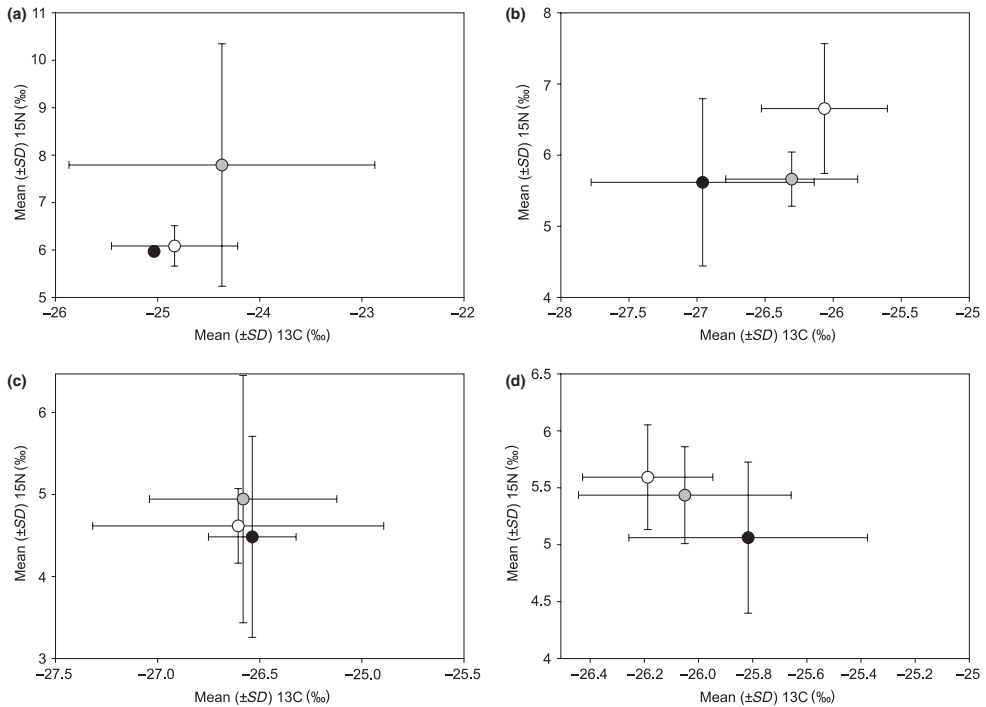 (a)
11
10
9
8
7
6
5
Mean (±SD) 15N (‰)
–26 –25 –24 –23 –22
Mean (±SD) 13C (‰)
(b)
8
7
6
5
4
Mean (±SD) 15N (‰)
–28 –27.5 –27 –26.5 –26 –25.5 –25
Mean (±SD) 13C (‰)
(c)
6
5
4
3
Mean (±SD) 15N (‰)
–27.5 –27.0 –26.5 –25.0 –25.5
Mean (±SD) 13C (‰)
(d)
6.5
6
5.5
5
4.5
4
Mean (±SD) 15N (‰)
–26.4 –26.2 –26.0 –25.8 –25.6 –25.4 –25.2 –25.0
Mean (±SD) 13C (‰)